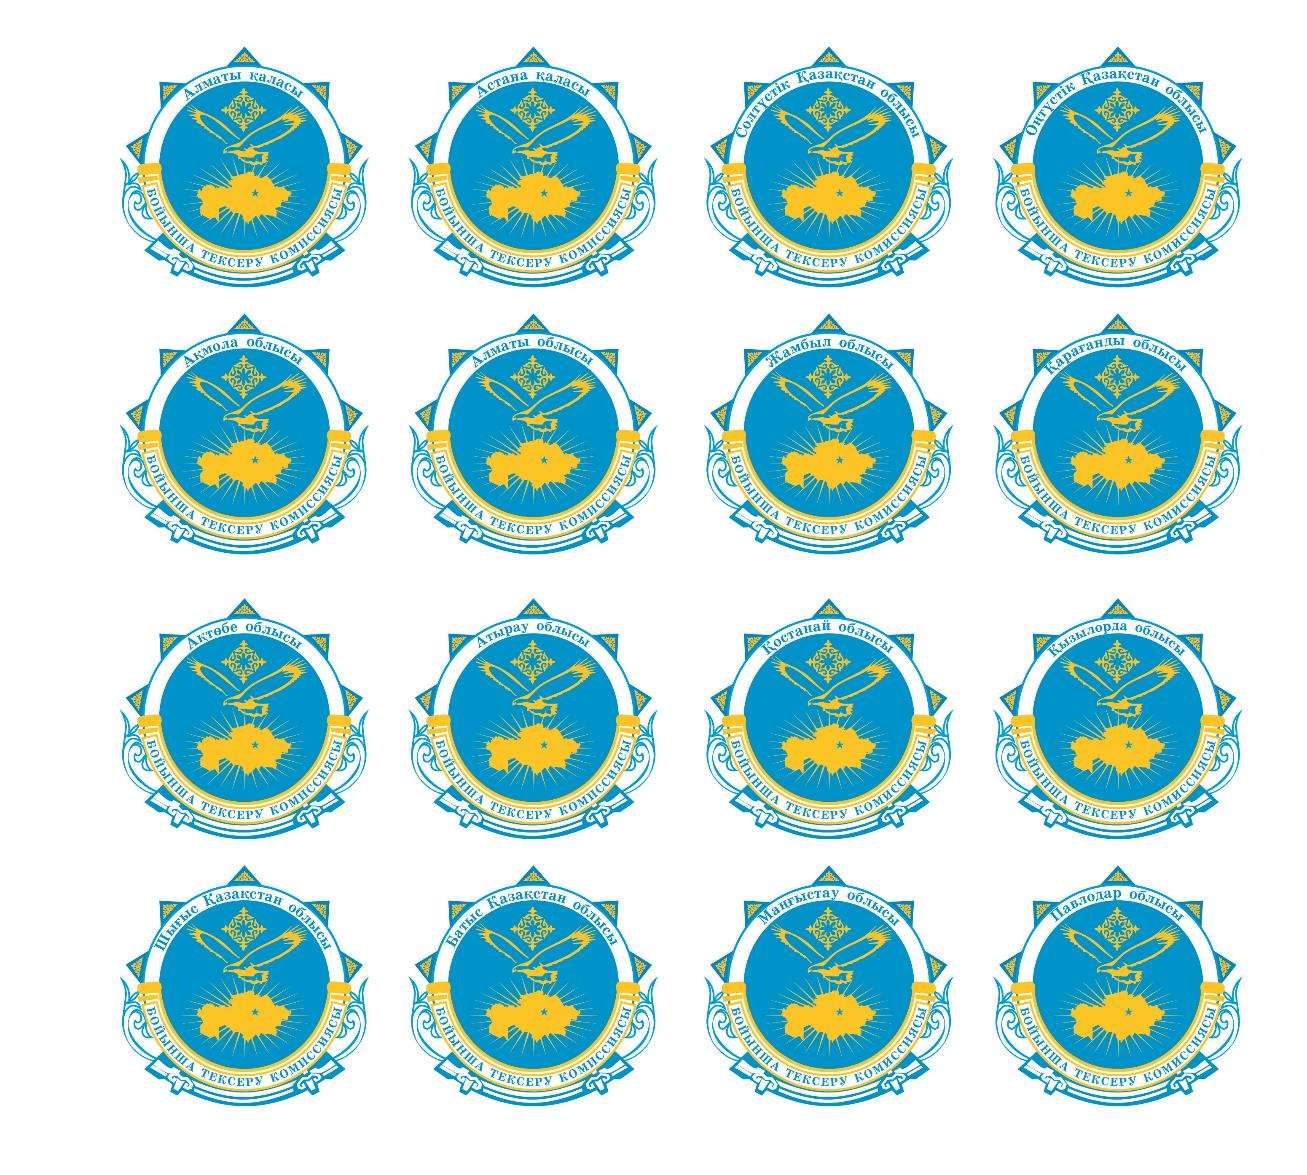 Алматы қаласы
БОЙЫНША ТЕКСЕРУ КОМИССИЯСЫ
Астана қаласы
БОЙЫНША ТЕКСЕРУ КОМИССИЯСЫ
Солтүстік Қазақстан облысы
БОЙЫНША ТЕКСЕРУ КОМИССИЯСЫ
Оңтүстік Қазақстан облысы
БОЙЫНША ТЕКСЕРУ КОМИССИЯСЫ
Ақмола облысы
БОЙЫНША ТЕКСЕРУ КОМИССИЯСЫ
Алматы облысы
БОЙЫНША ТЕКСЕРУ КОМИССИЯСЫ
Жамбыл облысы
БОЙЫНША ТЕКСЕРУ КОМИССИЯСЫ
Қарағанды облысы
БОЙЫНША ТЕКСЕРУ КОМИССИЯСЫ
Ақтөбе облысы
БОЙЫНША ТЕКСЕРУ КОМИССИЯСЫ
Атырау облысы
БОЙЫНША ТЕКСЕРУ КОМИССИЯСЫ
Қостанай облысы
БОЙЫНША ТЕКСЕРУ КОМИССИЯСЫ
Қызылорда облысы
БОЙЫНША ТЕКСЕРУ КОМИССИЯСЫ
Шығыс Қазақстан облысы
БОЙЫНША ТЕКСЕРУ КОМИССИЯСЫ
Батыс Қазақстан облысы
БОЙЫНША ТЕКСЕРУ КОМИССИЯСЫ
Маңғыстау облысы
БОЙЫНША ТЕКСЕРУ КОМИССИЯСЫ
Павлодар облысы
БОЙЫНША ТЕКСЕРУ КОМИССИЯСЫ